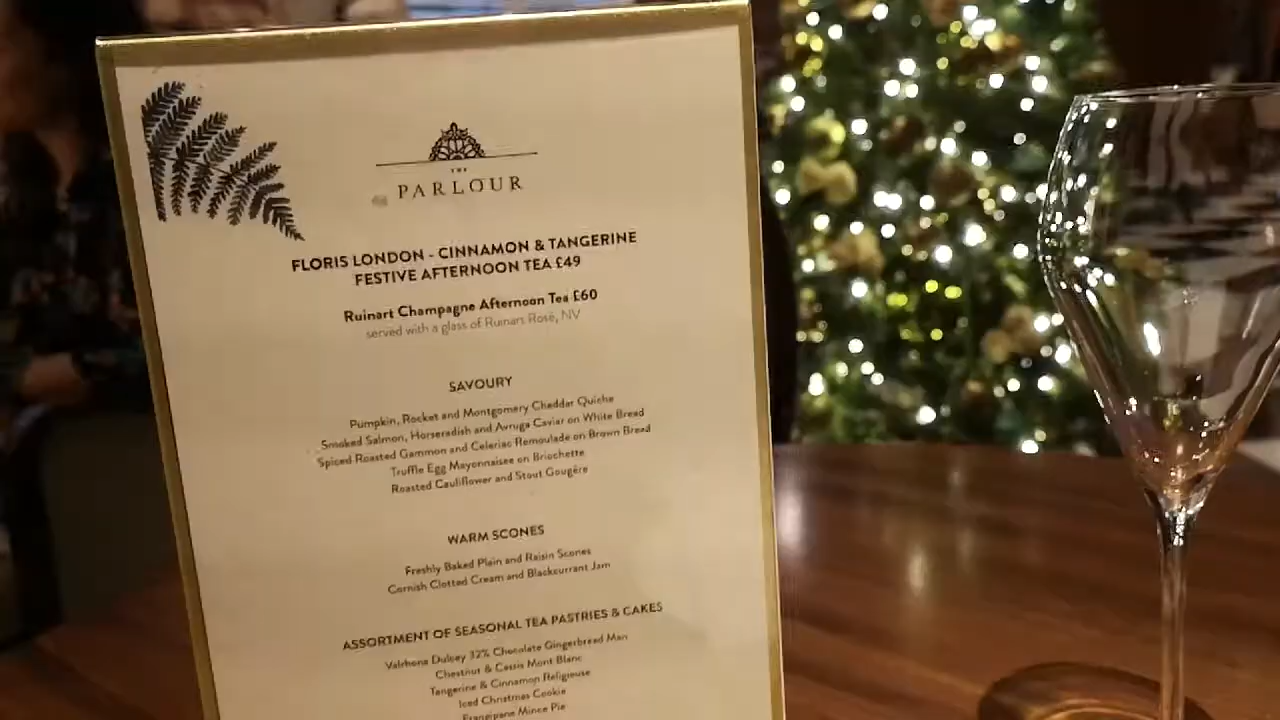 THE
PARLOUR
FLORIS LONDON - CINNAMON & TANGERINE
FESTIVE AFTERNOON TEA £49
Ruinart Champagne Afternoon Tea £60
served with a glass of Ruinart Rosé, NV
SAVOURY
Pumpkin, Rocket and Montgomery Cheddar Quiche
Smoked Salmon, Horseradish and Avruga Caviar on White Bread
Spiced Roasted Gammon and Celeriac Remoulade on Brown Bread
Truffle Egg Mayonnaisee on Briochette
Roasted Cauliflower and Stout Gougère
WARM SCONES
Freshly Baked Plain and Raisin Scones
Cornish Clotted Cream and Blackcurrant Jam
ASSORTMENT OF SEASONAL TEA PASTRIES & CAKES
Valrhona Dulcey 32% Chocolate Gingerbread Man
Chestnut & Cassis Mont Blanc
Tangerine & Cinnamon Religieuse
Iced Christmas Cookie
Frangipane Mince Pie